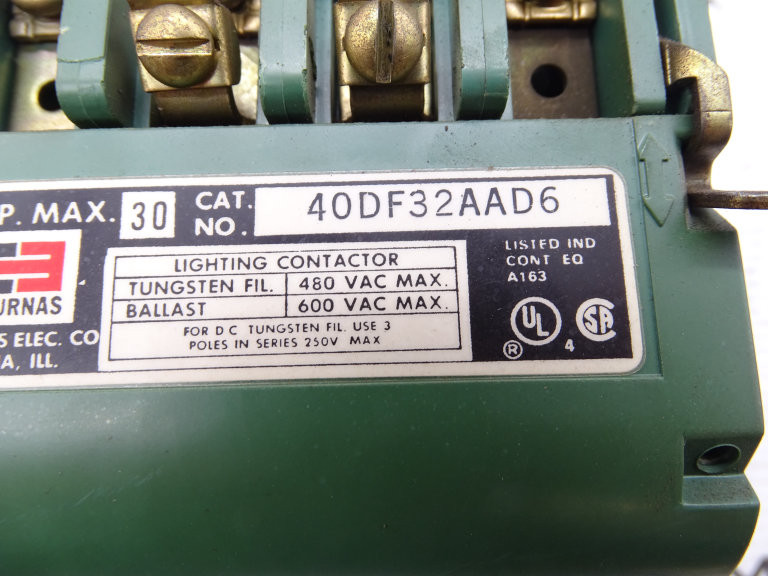 P. MAX. 30
CAT. NO. 40DF32AAD6
URNAS
S ELEC. CO
A, ILL.
LIGHTING CONTACTOR
TUNGSTEN FIL. 480 VAC MAX.
BALLAST 600 VAC MAX.
FOR D C TUNGSTEN FIL. USE 3
POLES IN SERIES 250V MAX
LISTED IND
CONT EQ
A163
UL SA
® 4